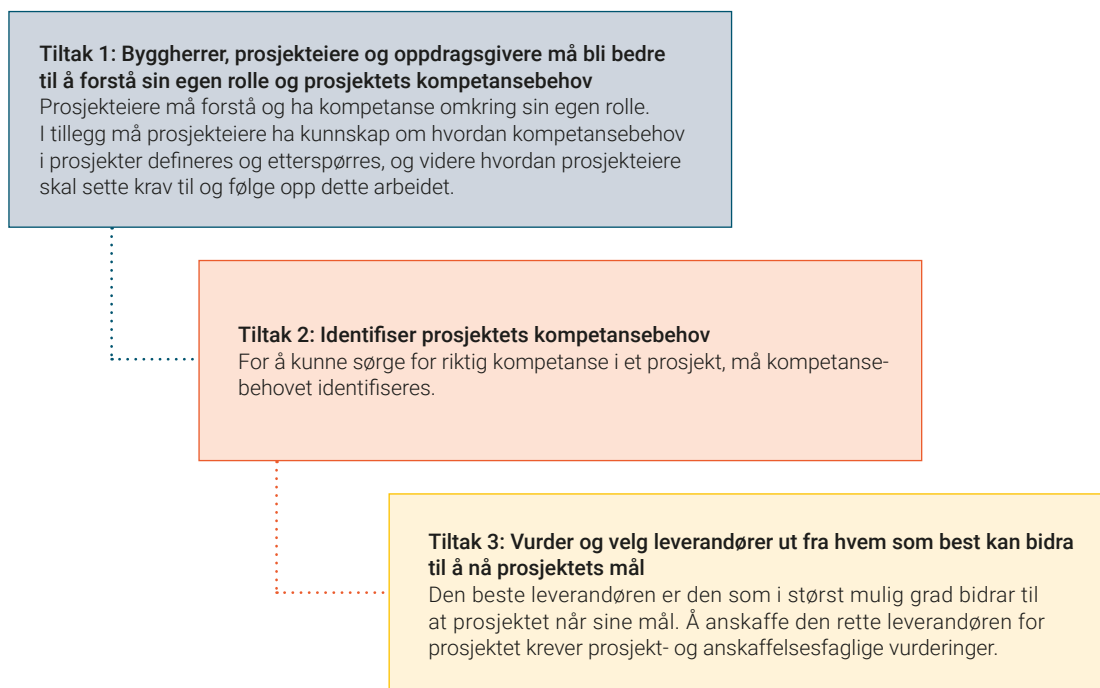 Tiltak 1: Byggherrer, prosjekteiere og oppdragsgivere må bli bedre
til å forstå sin egen rolle og prosjektets kompetansebehov
Prosjekteiere må forstå og ha kompetanse omkring sin egen rolle.
I tillegg må prosjekteiere ha kunnskap om hvordan kompetansebehov
i prosjekter defineres og etterspørres, og videre hvordan prosjekteiere
skal sette krav til og følge opp dette arbeidet.
Tiltak 2: Identifiser prosjektets kompetansebehov
For å kunne sørge for riktig kompetanse i et prosjekt, må kompetanse-
behovet identifiseres.
Tiltak 3: Vurder og velg leverandører ut fra hvem som best kan bidra
til å nå prosjektets mål
Den beste leverandøren er den som i størst mulig grad bidrar til
at prosjektet når sine mål. Å anskaffe den rette leverandøren for
prosjektet krever prosjekt- og anskaffelsesfaglige vurderinger.